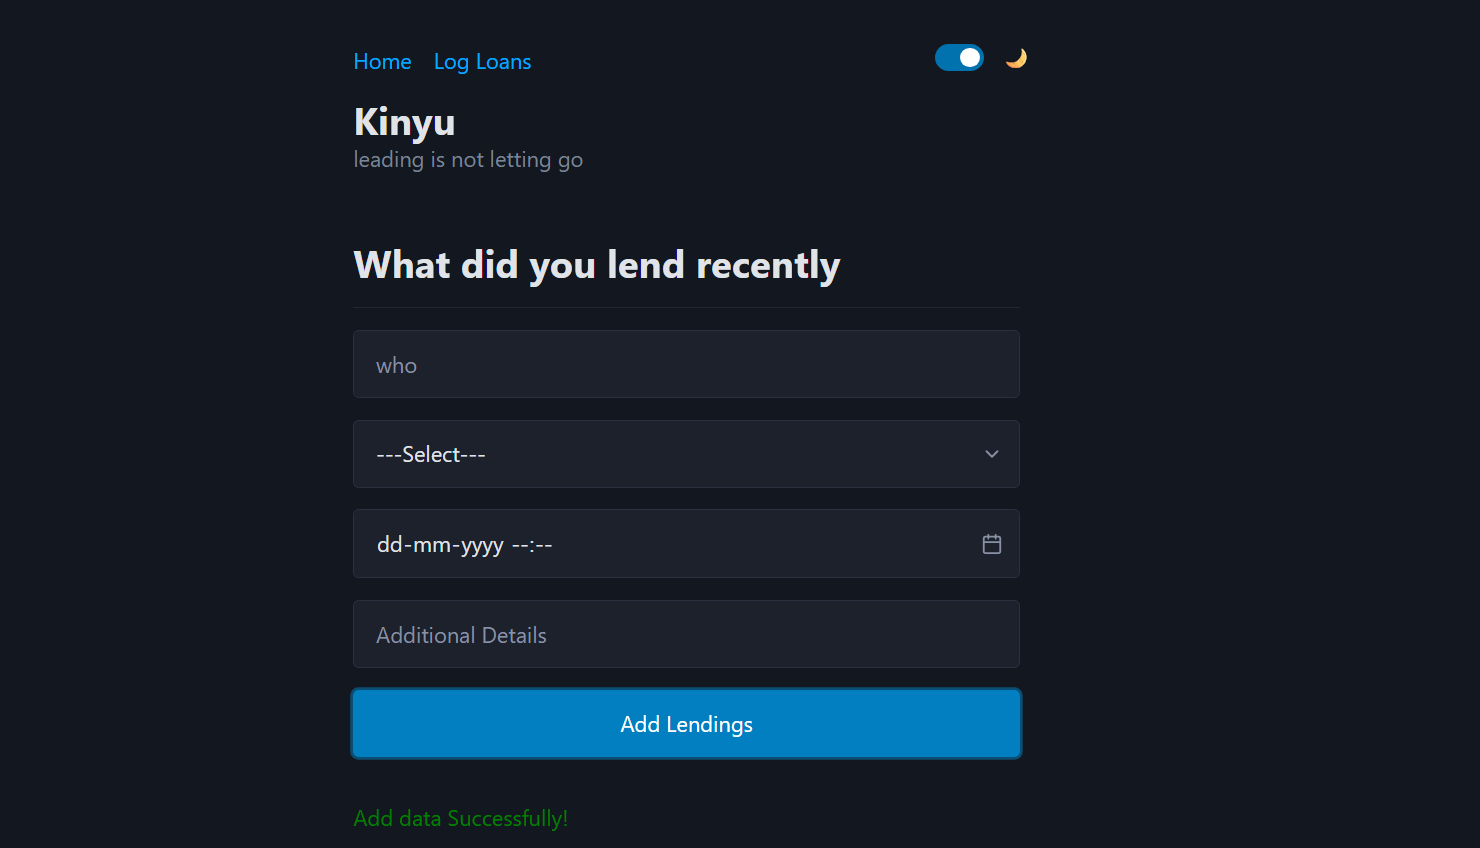 Home Log Loans
Kinyu
leading is not letting go
What did you lend recently
who
---Select---
dd-mm-yyyy --:--
Additional Details
Add Lendings
Add data Successfully!